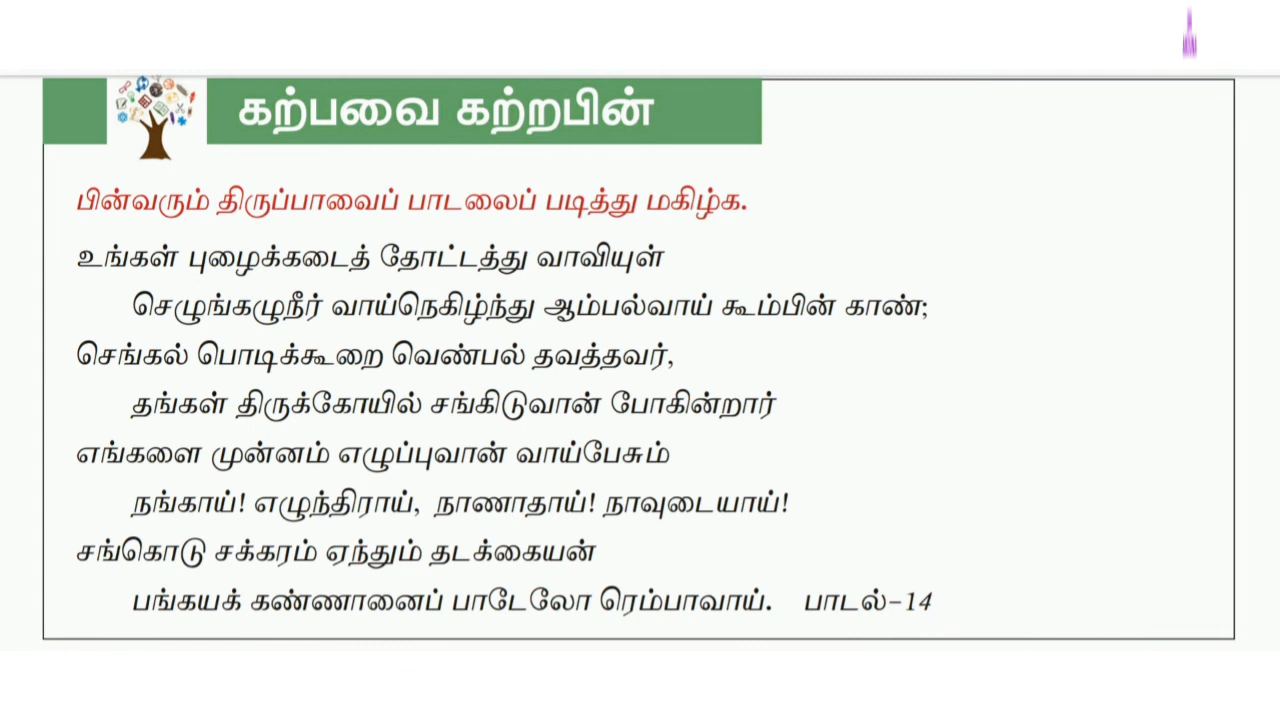 கற்பவை கற்றபின்
பின்வரும் திருப்பாவைப் பாடலைப் படித்து மகிழ்க.
உங்கள் புழைக்கடைத் தோட்டத்து வாவியுள்
செழுங்கழுநீர் வாய்நெகிழ்ந்து ஆம்பல்வாய் கூம்பின் காண்;
செங்கல் பொடிக்கூறை வெண்பல் தவத்தவர்,
தங்கள் திருக்கோயில் சங்கிடுவான் போகின்றார்
எங்களை முன்னம் எழுப்புவான் வாய்பேசும்
நங்காய்! எழுந்திராய், நாணாதாய்! நாவுடையாய்!
சங்கொடு சக்கரம் ஏந்தும் தடக்கையன்
பங்கயக் கண்ணானைப் பாடேலோ ரெம்பாவாய். பாடல்-14